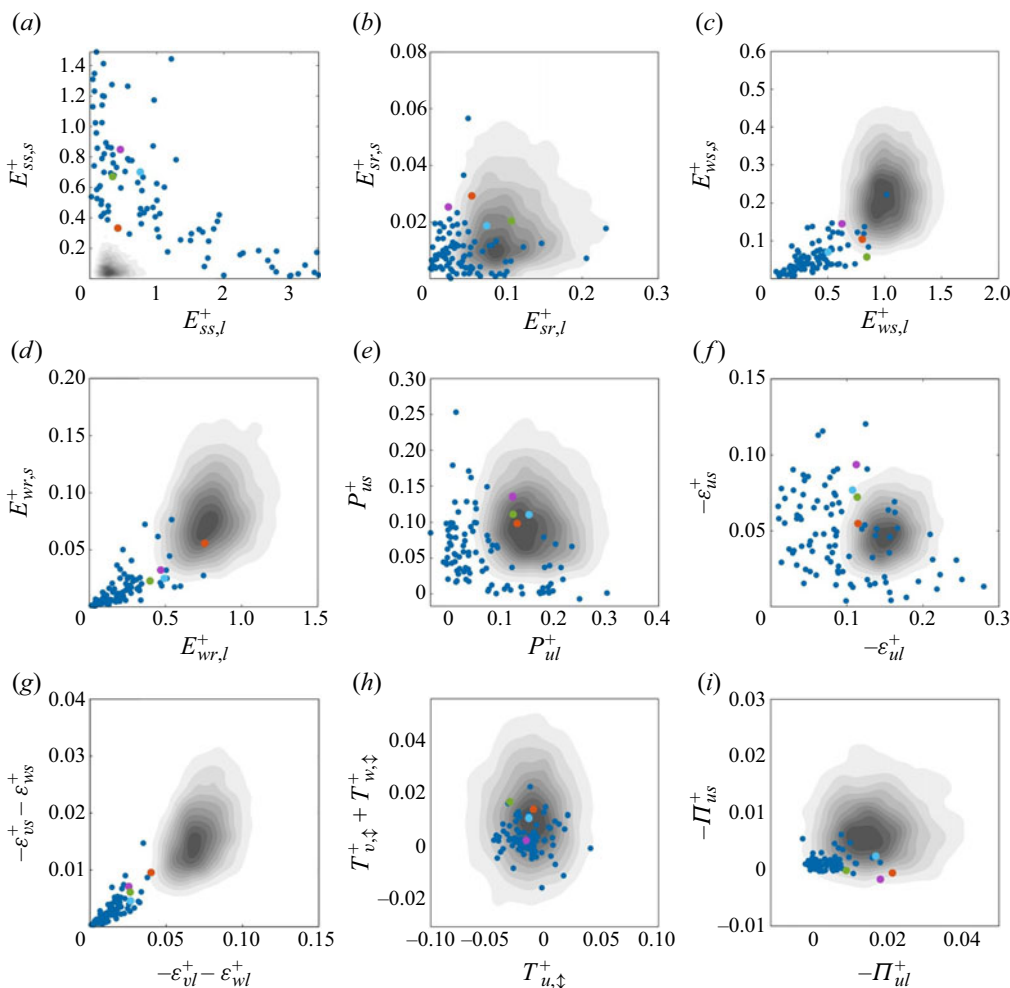 (a) (b) (c)
1.4
1.2
1.0
0.8
0.6
0.4
0.2
0 1 2 3
E⁺ss,s
E⁺ss,l
0.08
0.06
0.04
0.02
0 0.1 0.2 0.3
E⁺sr,s
E⁺sr,l
0.6
0.5
0.4
0.3
0.2
0.1
0 0.5 1.0 1.5 2.0
E⁺ws,s
E⁺ws,l
(d) (e) (f)
0.20
0.15
0.10
0.05
0 0.5 1.0 1.5
E⁺wr,s
E⁺wr,l
0.30
0.25
0.20
0.15
0.10
0.05
0
0 0.1 0.2 0.3 0.4
P⁺us
P⁺ul
0.15
0.10
0.05
0 0.1 0.2 0.3
−ε⁺us
−ε⁺ul
(g) (h) (i)
0.04
0.03
0.02
0.01
0 0.05 0.10 0.15
−ε⁺vs − ε⁺ws
−ε⁺vl − ε⁺wl
0.04
0.02
0
−0.02
−0.10 −0.05 0 0.05 0.10
T⁺v,↕ + T⁺w,↕
T⁺u,↕
0.03
0.02
0.01
0
−0.01
0 0.02 0.04 0.06
−Π⁺us
−Π⁺ul